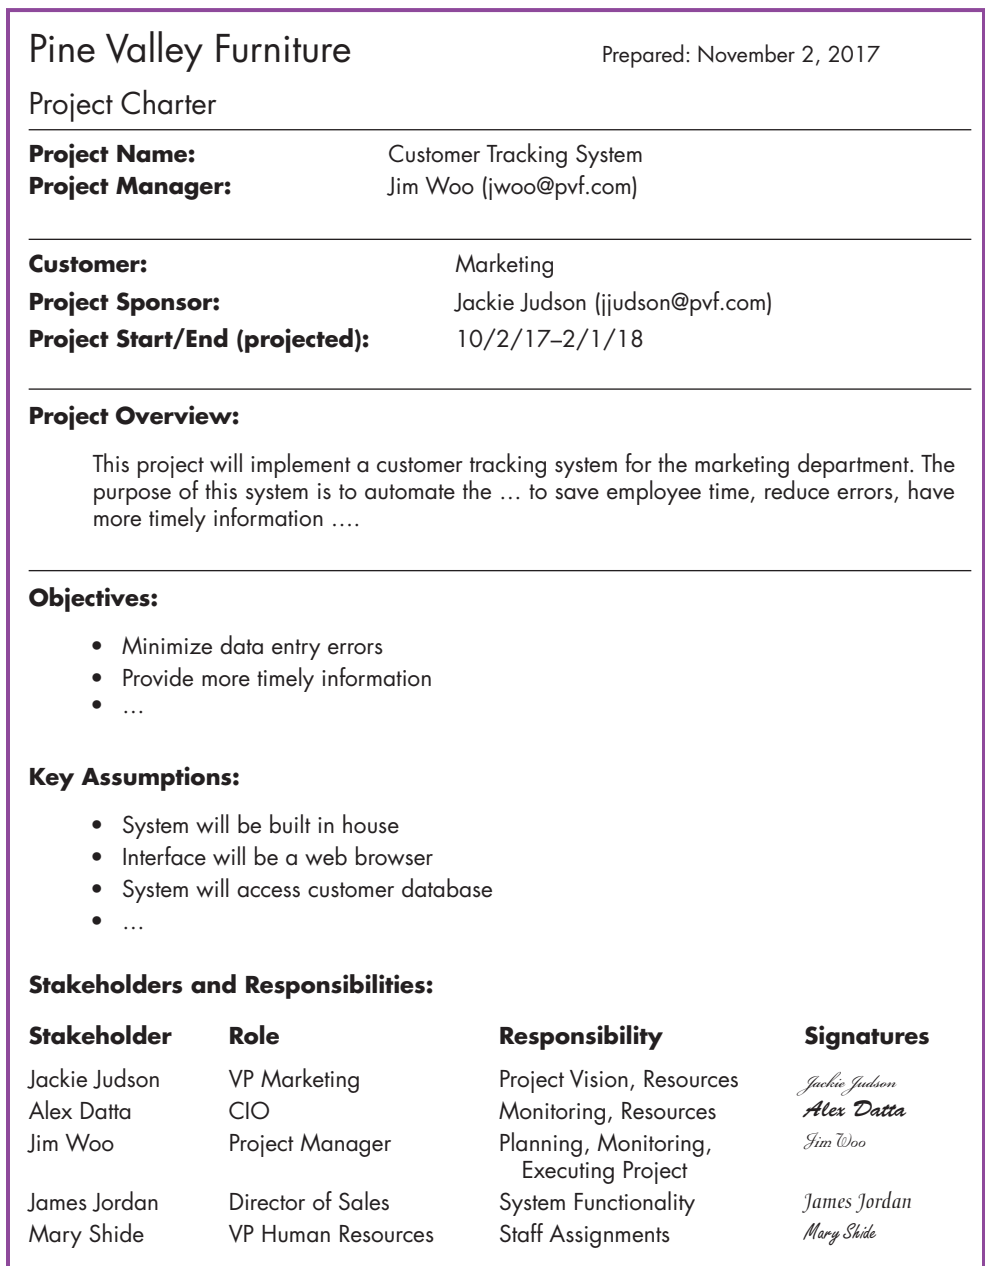 Pine Valley Furniture Prepared: November 2, 2017
Project Charter
Project Name: Customer Tracking System
Project Manager: Jim Woo (jwoo@pvf.com)
Customer: Marketing
Project Sponsor: Jackie Judson (jjudson@pvf.com)
Project Start/End (projected): 10/2/17–2/1/18
Project Overview:
This project will implement a customer tracking system for the marketing department. The
purpose of this system is to automate the … to save employee time, reduce errors, have
more timely information ….
Objectives:
• Minimize data entry errors
• Provide more timely information
• …
Key Assumptions:
• System will be built in house
• Interface will be a web browser
• System will access customer database
• …
Stakeholders and Responsibilities:
Stakeholder Role Responsibility Signatures
Jackie Judson VP Marketing Project Vision, Resources Jackie Judson
Alex Datta CIO Monitoring, Resources Alex Datta
Jim Woo Project Manager Planning, Monitoring, Jim Woo
Executing Project
James Jordan Director of Sales System Functionality James Jordan
Mary Shide VP Human Resources Staff Assignments Mary Shide